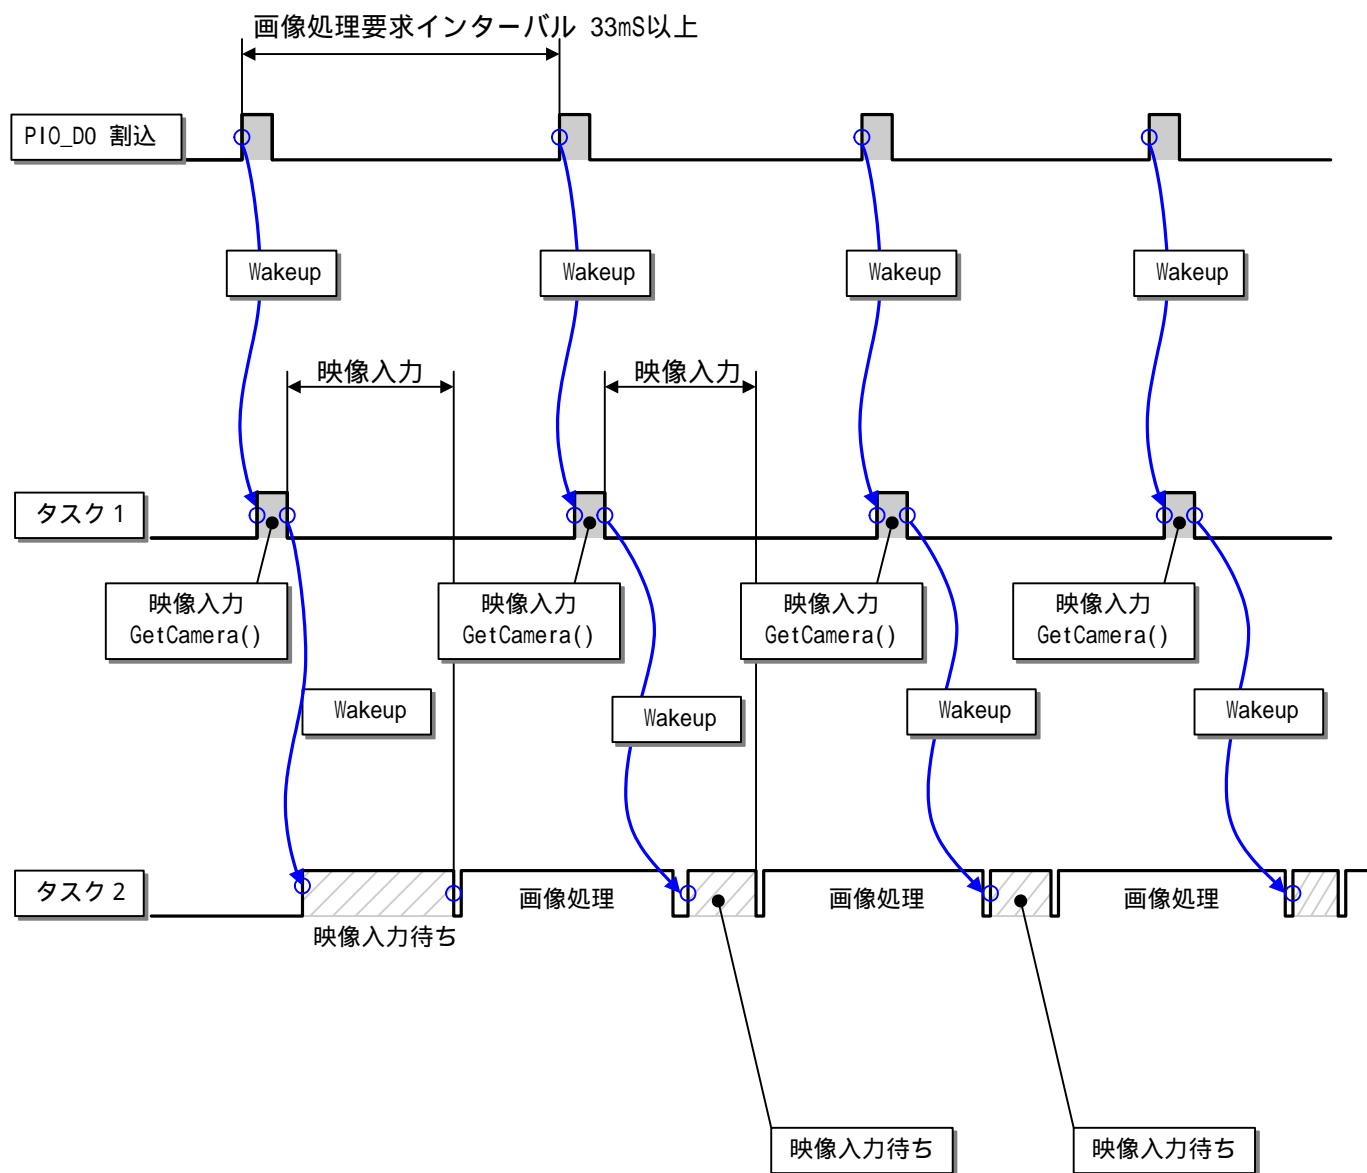 画像処理要求インターバル 33mS以上
PIO_D0 割込
Wakeup
Wakeup
Wakeup
Wakeup
映像入力
映像入力
タスク1
映像入力
GetCamera()
映像入力
GetCamera()
映像入力
GetCamera()
映像入力
GetCamera()
Wakeup
Wakeup
Wakeup
Wakeup
タスク2
画像処理
画像処理
画像処理
映像入力待ち
映像入力待ち
映像入力待ち